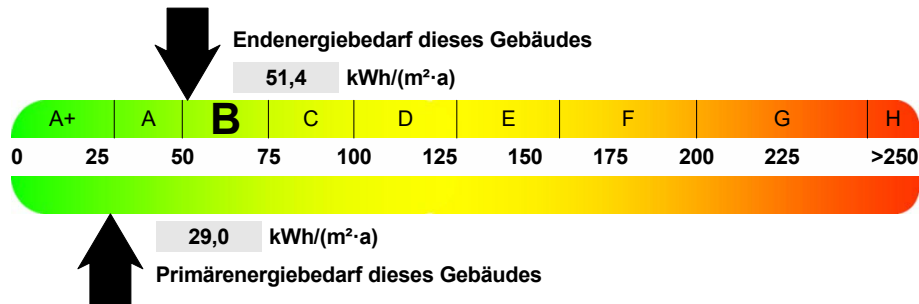 Endenergiebedarf dieses Gebäudes
51,4 kWh/(m²·a)
A+ A B C D E F G H
0 25 50 75 100 125 150 175 200 225 >250
29,0 kWh/(m²·a)
Primärenergiebedarf dieses Gebäudes